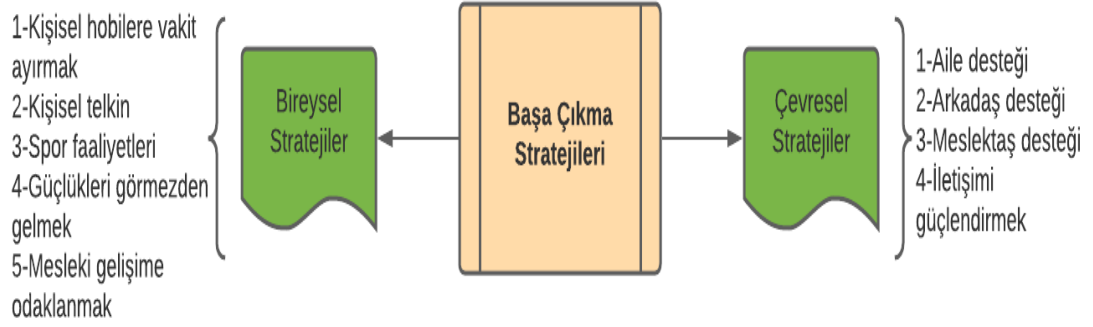 1-Kişisel hobilere vakit
ayırmak
2-Kişisel telkin
3-Spor faaliyetleri
4-Güçlükleri görmezden
gelmek
5-Mesleki gelişime
odaklanmak
Bireysel
Stratejiler
Başa Çıkma
Stratejileri
Çevresel
Stratejiler
1-Aile desteği
2-Arkadaş desteği
3-Meslektaş desteği
4-İletişimi
güçlendirmek